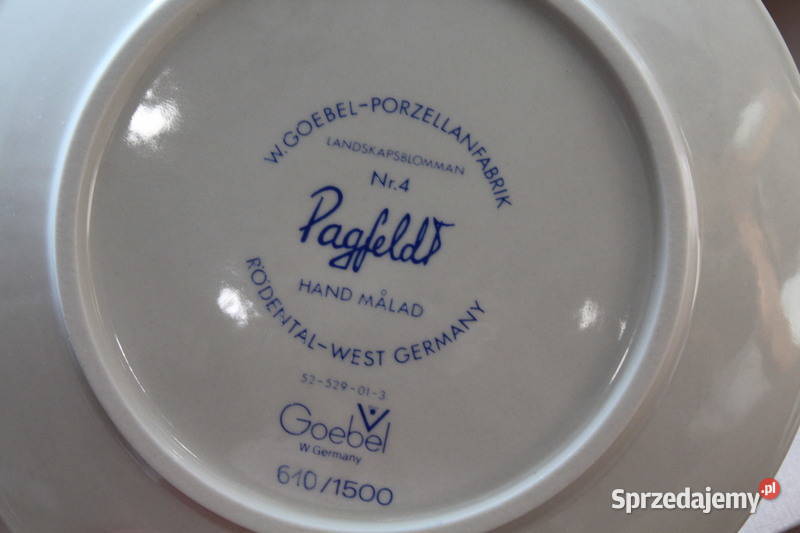 W. GOEBEL-PORZELLANFABRIK
LANDSKAPSBLOMMAN
Nr. 4
Pagfeldt
HAND MÅLAD
RÖDENTAL-WEST GERMANY
52-529-01-3
Goebel
W. Germany
610/1500
Sprzedajemy.pl